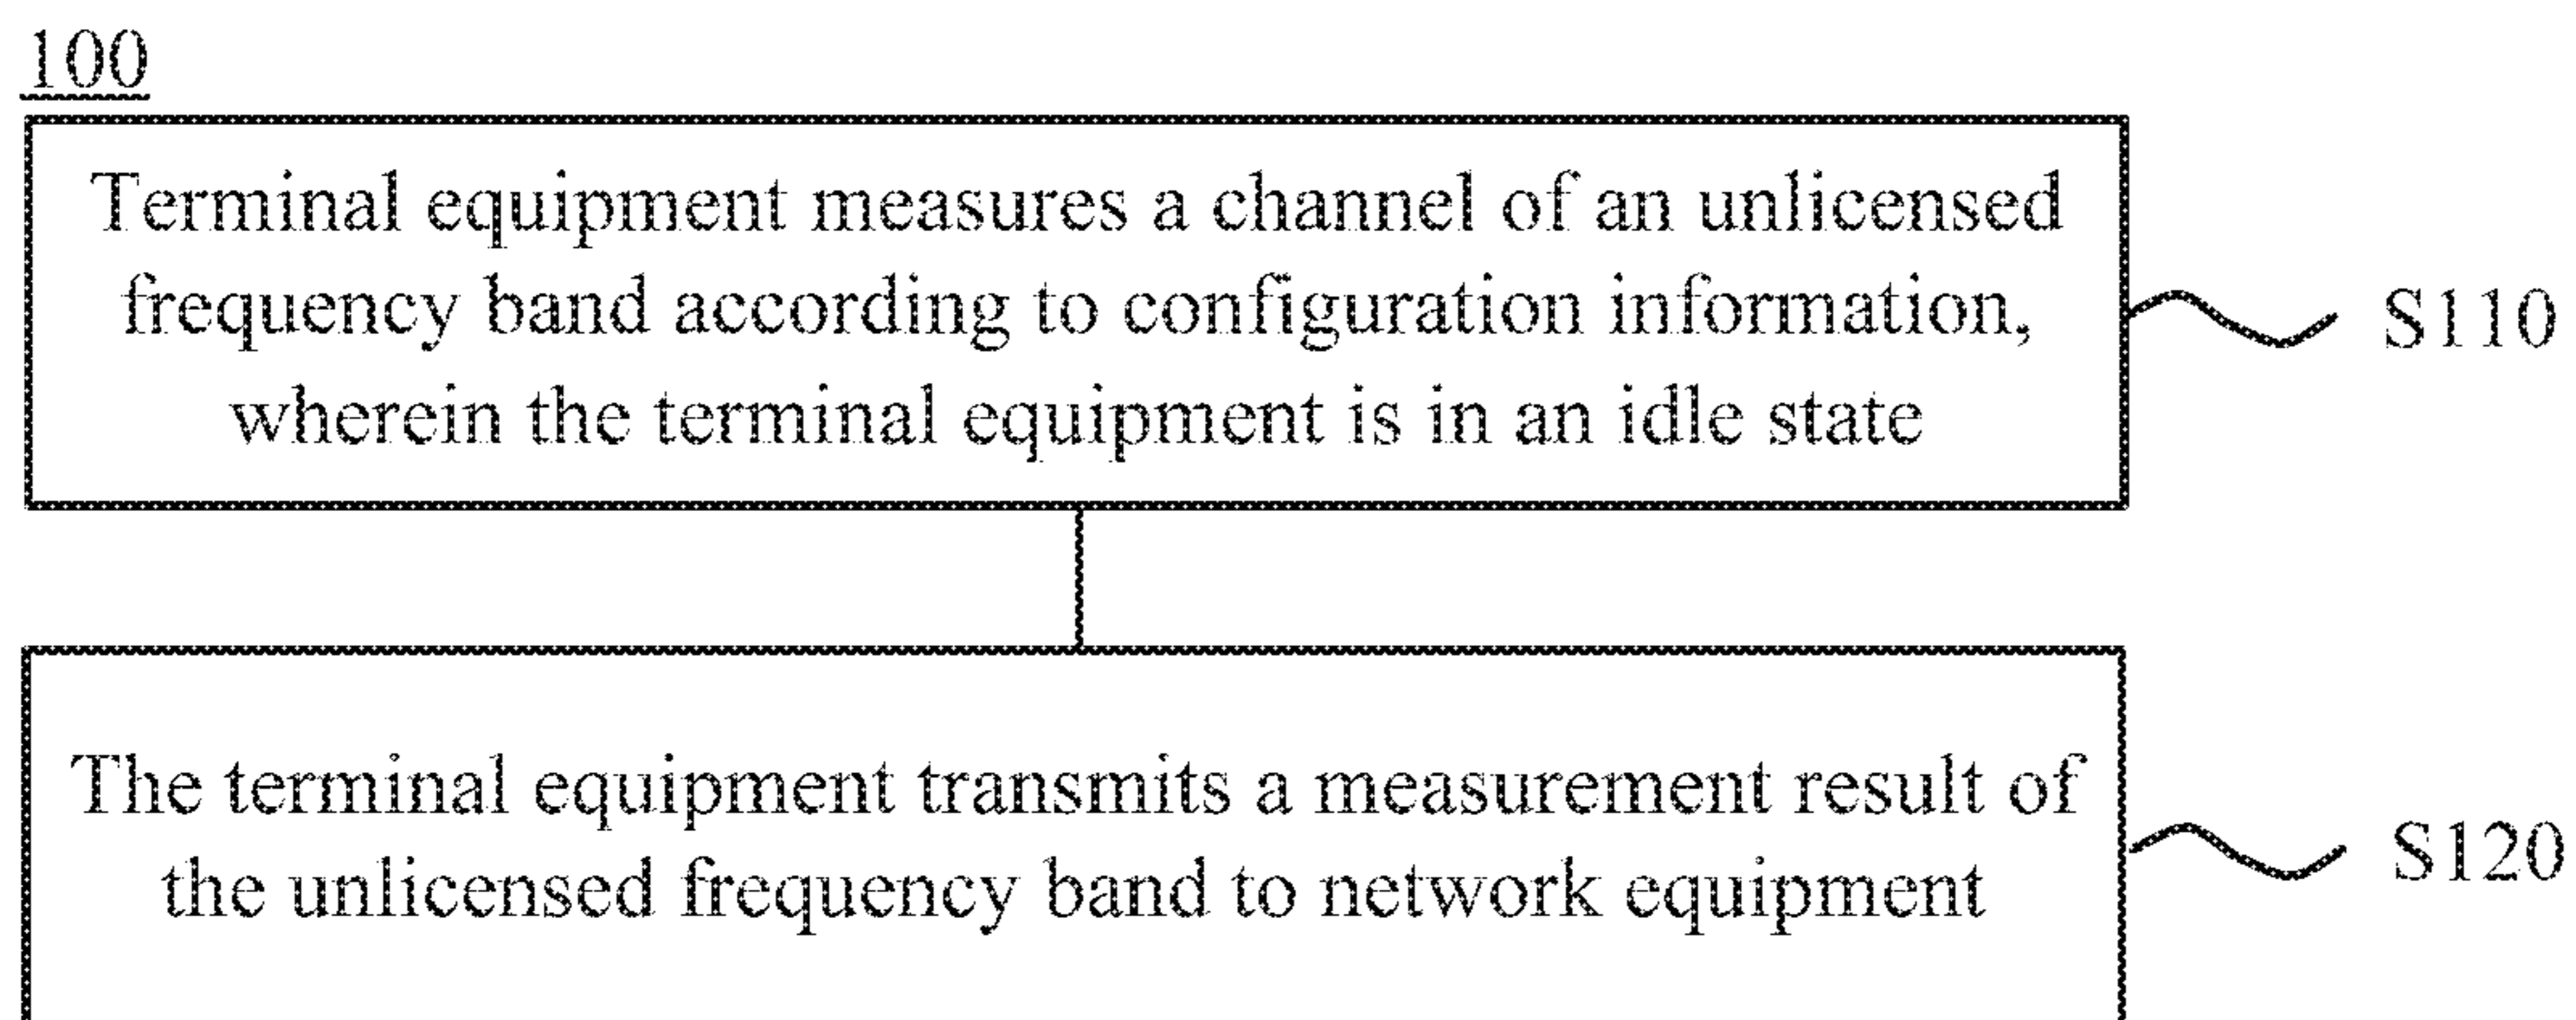 100
Terminal equipment measures a channel of an unlicensed
frequency band according to configuration information,
wherein the terminal equipment is in an idle state
S110
The terminal equipment transmits a measurement result of
the unlicensed frequency band to network equipment
S120